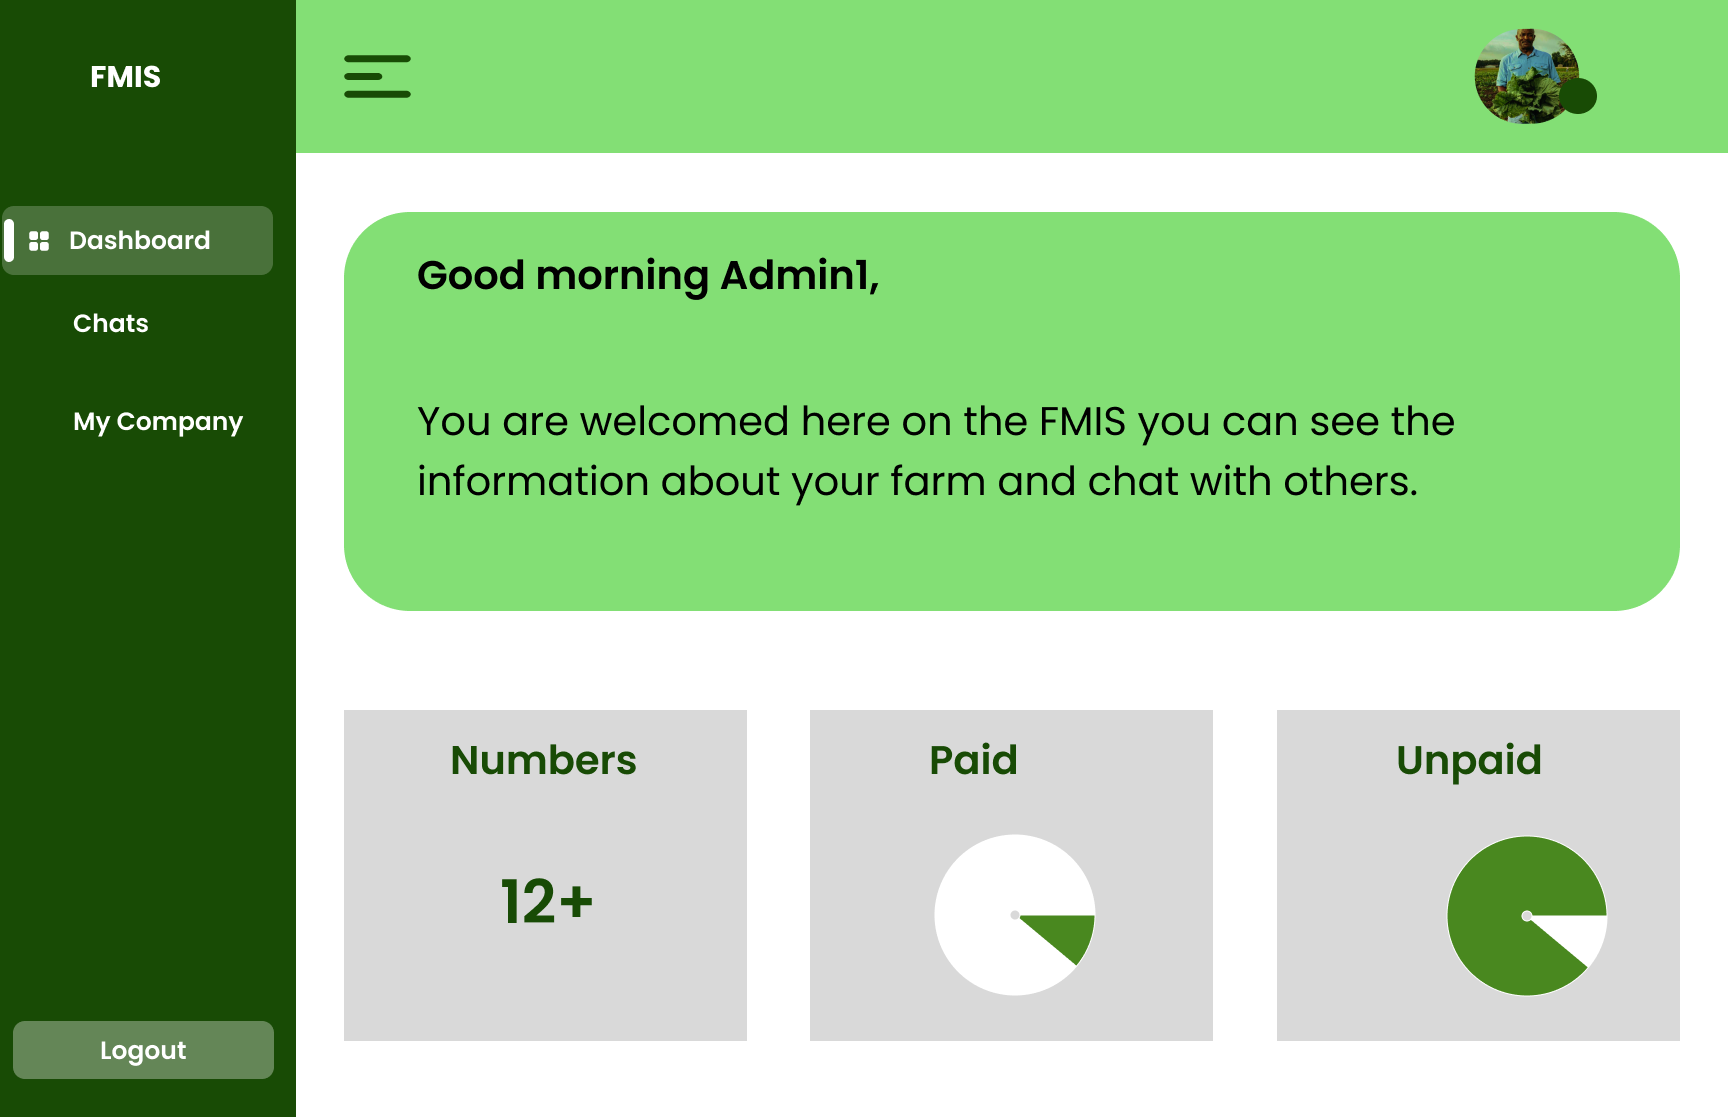 FMIS
Dashboard
Chats
My Company
Logout
Good morning Admin1,
You are welcomed here on the FMIS you can see the
information about your farm and chat with others.
Numbers
12+
Paid
Unpaid